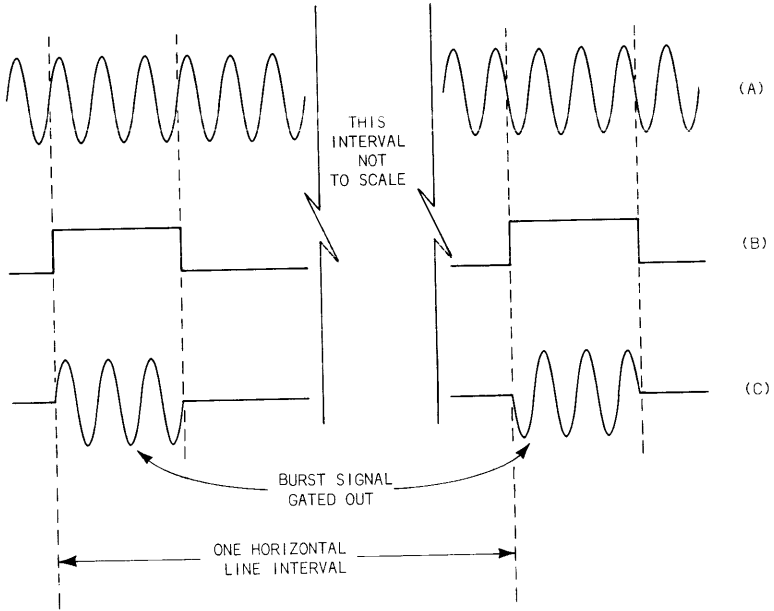 (A)
THIS
INTERVAL
NOT
TO SCALE
(B)
(C)
BURST SIGNAL
GATED OUT
ONE HORIZONTAL
LINE INTERVAL